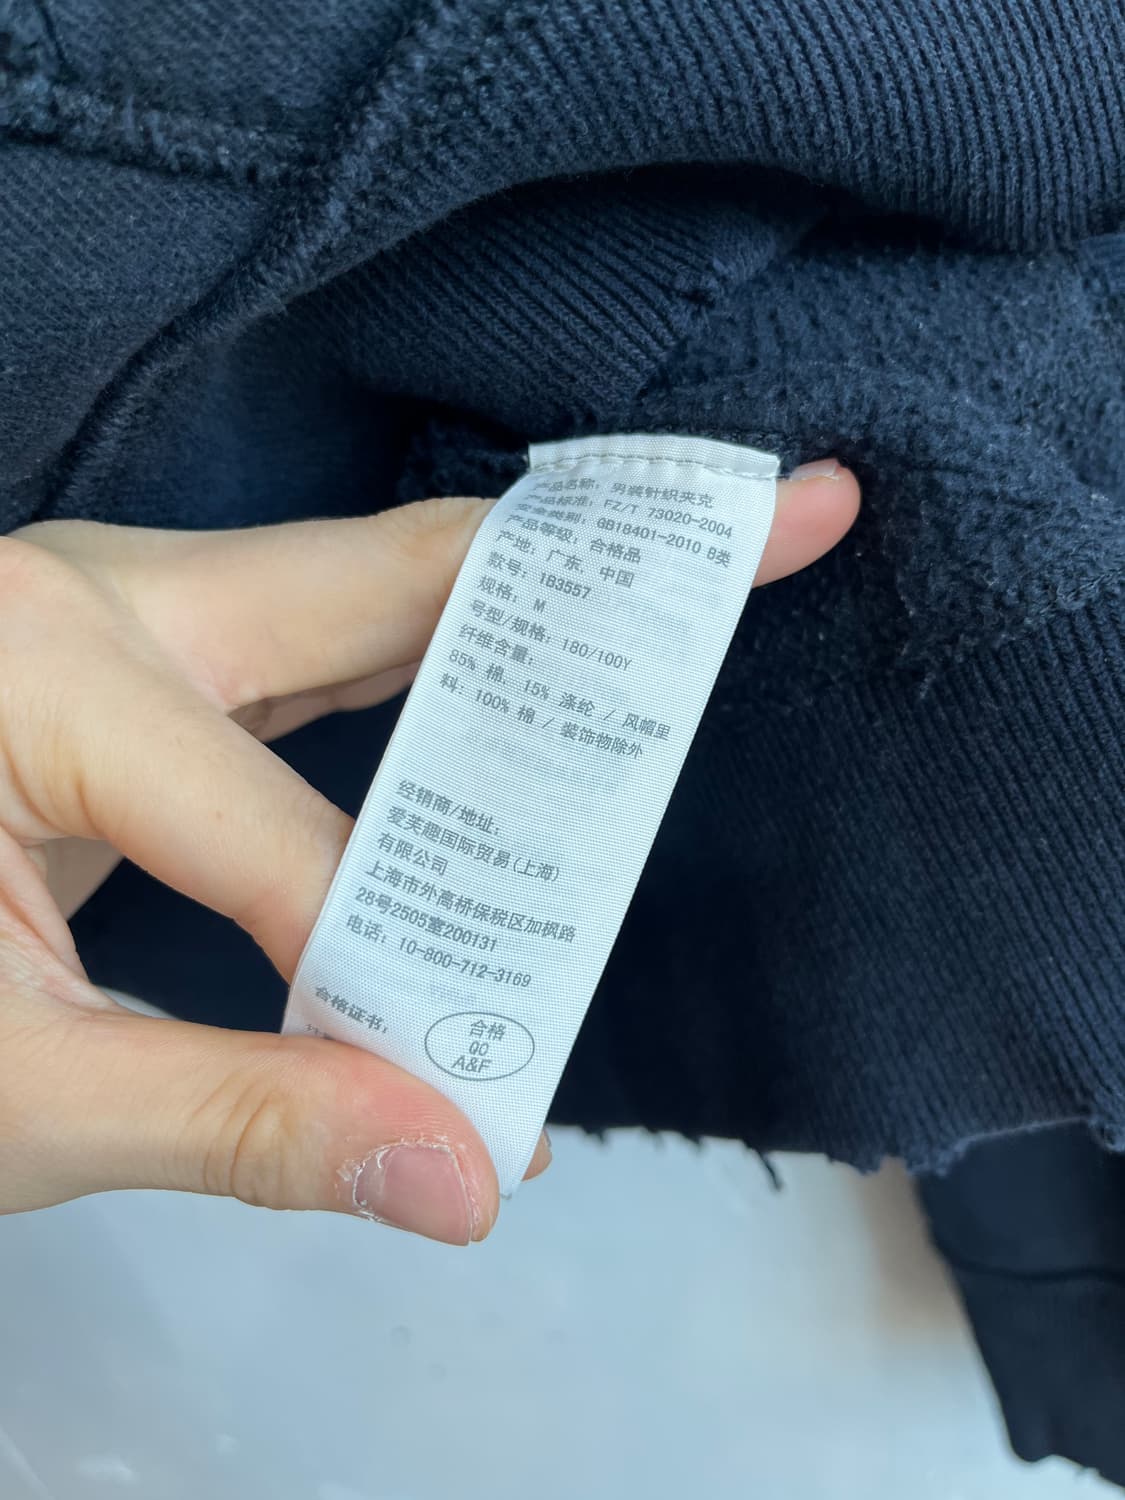 产品名称: 男装针织夹克
产品标准: FZ/T 73020-2004
安全类别: GB18401-2010 B类
产品等级: 合格品
产地: 广东、中国
款号: 183557
规格: M
号型/规格: 180/100Y
纤维含量:
85% 棉、15% 涤纶 / 风帽里
料: 100% 棉 / 装饰物除外
经销商/地址:
爱芙趣国际贸易(上海)
有限公司
上海市外高桥保税区加枫路
28号2505室200131
电话: 10-800-712-3169
合格证书:
合格
QO
A&F